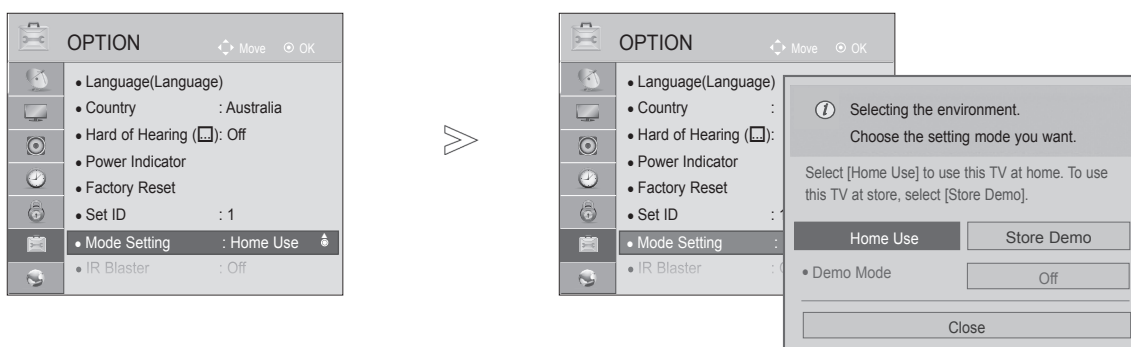 OPTION
Move OK
• Language(Language)
• Country : Australia
• Hard of Hearing (...): Off
• Power Indicator
• Factory Reset
• Set ID : 1
• Mode Setting : Home Use
• IR Blaster : Off
OPTION
Move OK
• Language(Language)
• Country :
• Hard of Hearing (...):
• Power Indicator
• Factory Reset
• Set ID :
• Mode Setting :
• IR Blaster :
i Selecting the environment.
Choose the setting mode you want.
Select [Home Use] to use this TV at home. To use
this TV at store, select [Store Demo].
Home Use Store Demo
• Demo Mode Off
Close